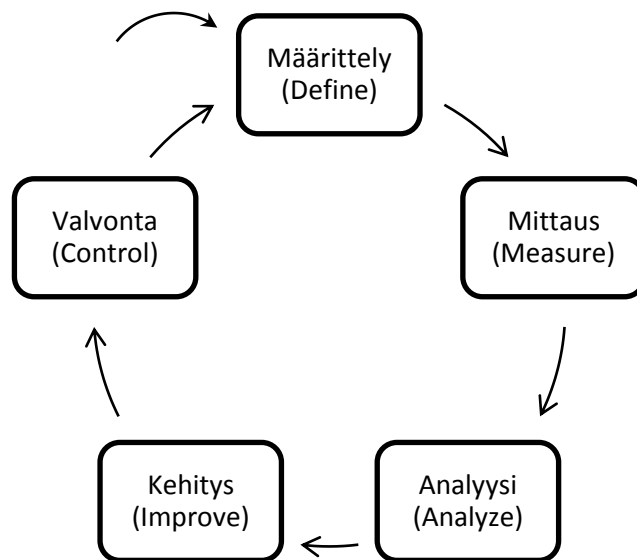 Määrittely
(Define)
Mittaus
(Measure)
Analyysi
(Analyze)
Kehitys
(Improve)
Valvonta
(Control)